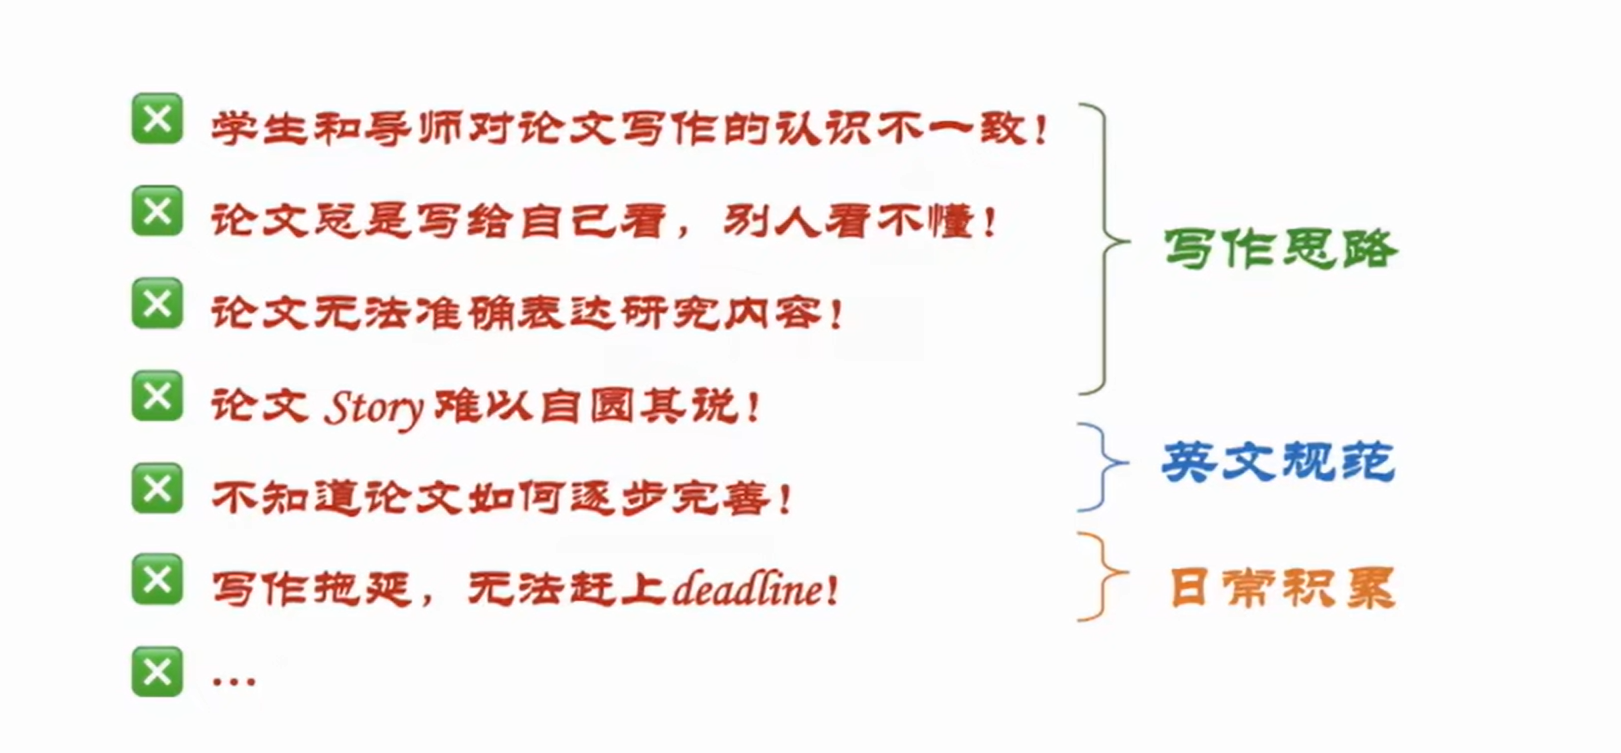 学生和导师对论文写作的认识不一致！
论文总是写给自己看，别人看不懂！
论文无法准确表达研究内容！
论文 Story 难以自圆其说！
不知道论文如何逐步完善！
写作拖延，无法赶上deadline！
...
写作思路
英文规范
日常积累